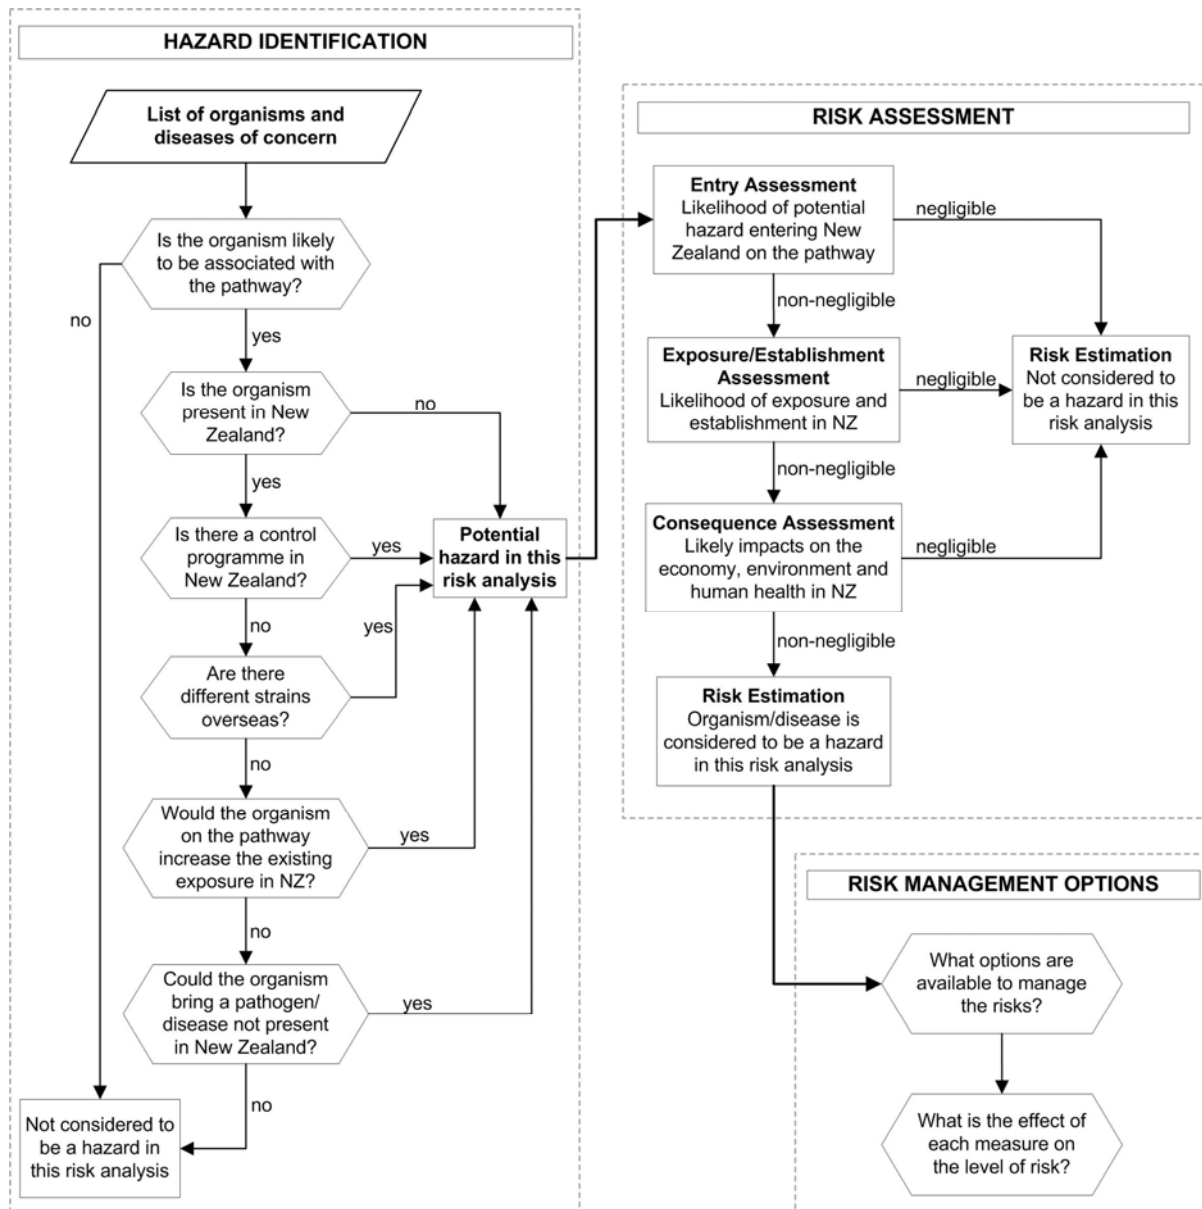 HAZARD IDENTIFICATION
List of organisms and
diseases of concern
Is the organism likely
to be associated with
the pathway?
no
yes
Is the organism
present in New
Zealand?
no
yes
Is there a control
programme in
New Zealand?
yes
no
Are there
different strains
overseas?
yes
no
Would the organism
on the pathway
increase the existing
exposure in NZ?
yes
no
Could the organism
bring a pathogen/
disease not present
in New Zealand?
yes
no
Not considered to
be a hazard in
this risk analysis
Potential
hazard in this
risk analysis
RISK ASSESSMENT
Entry Assessment
Likelihood of potential
hazard entering New
Zealand on the pathway
negligible
non-negligible
Exposure/Establishment
Assessment
Likelihood of exposure and
establishment in NZ
negligible
non-negligible
Consequence Assessment
Likely impacts on the
economy, environment and
human health in NZ
negligible
non-negligible
Risk Estimation
Not considered to
be a hazard in this
risk analysis
Risk Estimation
Organism/disease is
considered to be a hazard
in this risk analysis
RISK MANAGEMENT OPTIONS
What options are
available to manage
the risks?
What is the effect of
each measure on
the level of risk?